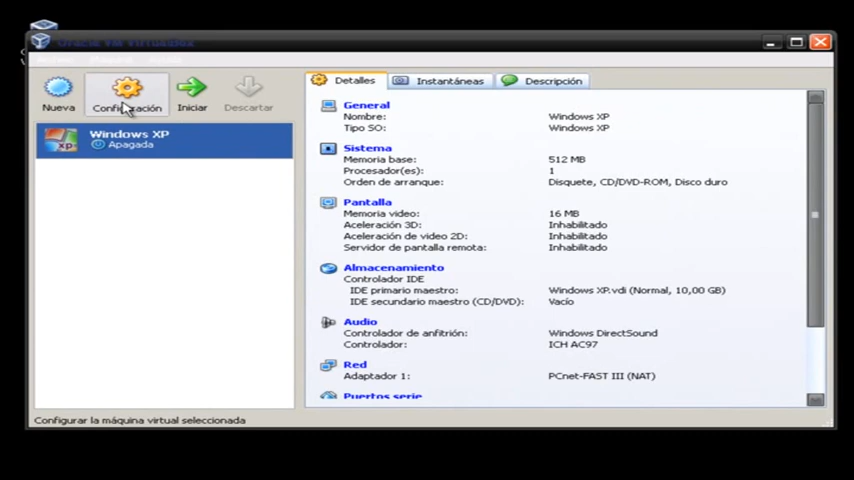 Oracle VM VirtualBox
Nueva
Configuración
Iniciar
Descartar
Windows XP
Apagada
Detalles
Instantáneas
Descripción
General
Nombre: Windows XP
Tipo SO: Windows XP
Sistema
Memoria base: 512 MB
Procesador(es): 1
Orden de arranque: Disquete, CD/DVD-ROM, Disco duro
Pantalla
Memoria video: 16 MB
Aceleración 3D: Inhabilitado
Aceleración de video 2D: Inhabilitado
Servidor de pantalla remota: Inhabilitado
Almacenamiento
Controlador IDE
IDE primario maestro: Windows XP.vdi (Normal, 10,00 GB)
IDE secundario maestro (CD/DVD): Vacío
Audio
Controlador de anfitrión: Windows DirectSound
Controlador: ICH AC97
Red
Adaptador 1: PCnet-FAST III (NAT)
Puertos serie
Configurar la máquina virtual seleccionada